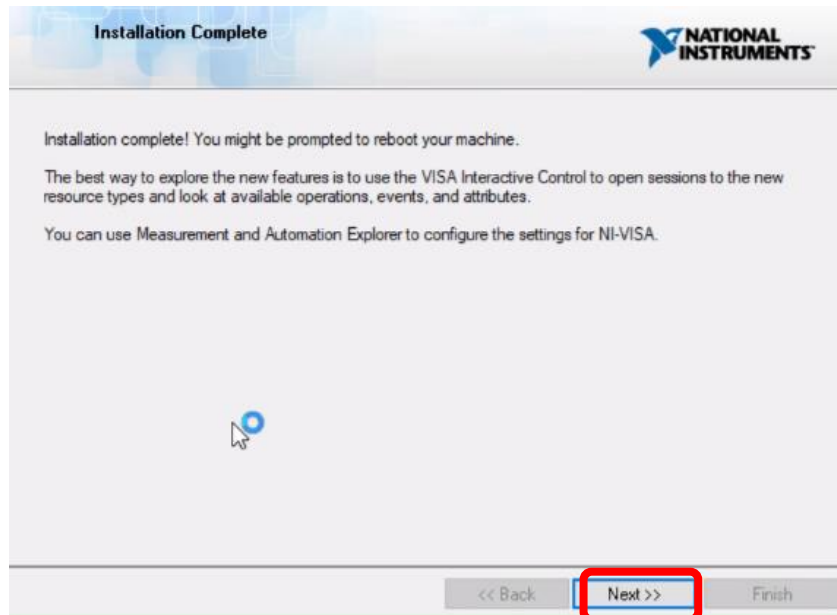 Installation Complete
NATIONAL
INSTRUMENTS™
Installation complete! You might be prompted to reboot your machine.
The best way to explore the new features is to use the VISA Interactive Control to open sessions to the new
resource types and look at available operations, events, and attributes.
You can use Measurement and Automation Explorer to configure the settings for NI-VISA.
<< Back Next >> Finish